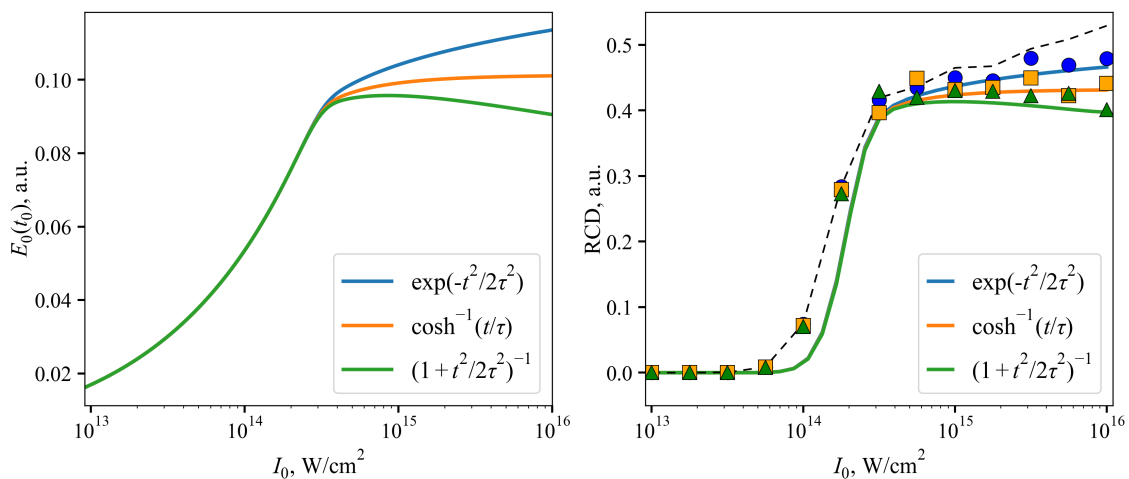 E₀(t₀), a.u.
0.10
0.08
0.06
0.04
0.02
exp(-t²/2τ²)
cosh⁻¹(t/τ)
(1 + t²/2τ²)⁻¹
10¹³
10¹⁴
10¹⁵
10¹⁶
I₀, W/cm²
RCD, a.u.
0.5
0.4
0.3
0.2
0.1
0.0
exp(-t²/2τ²)
cosh⁻¹(t/τ)
(1 + t²/2τ²)⁻¹
10¹³
10¹⁴
10¹⁵
10¹⁶
I₀, W/cm²